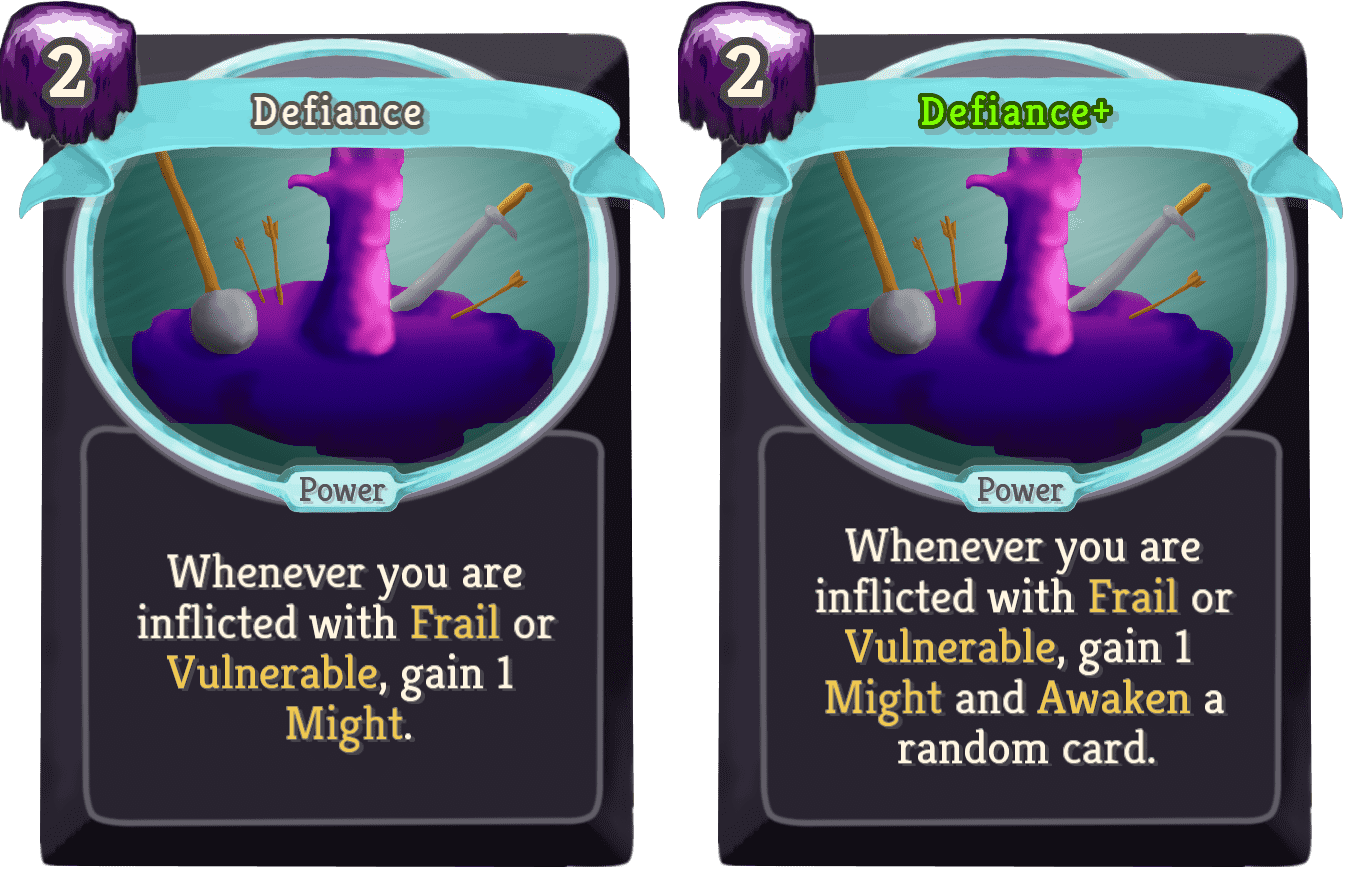 2
Defiance
Power
Whenever you are
inflicted with Frail or
Vulnerable, gain 1
Might.
2
Defiance+
Power
Whenever you are
inflicted with Frail or
Vulnerable, gain 1
Might and Awaken a
random card.